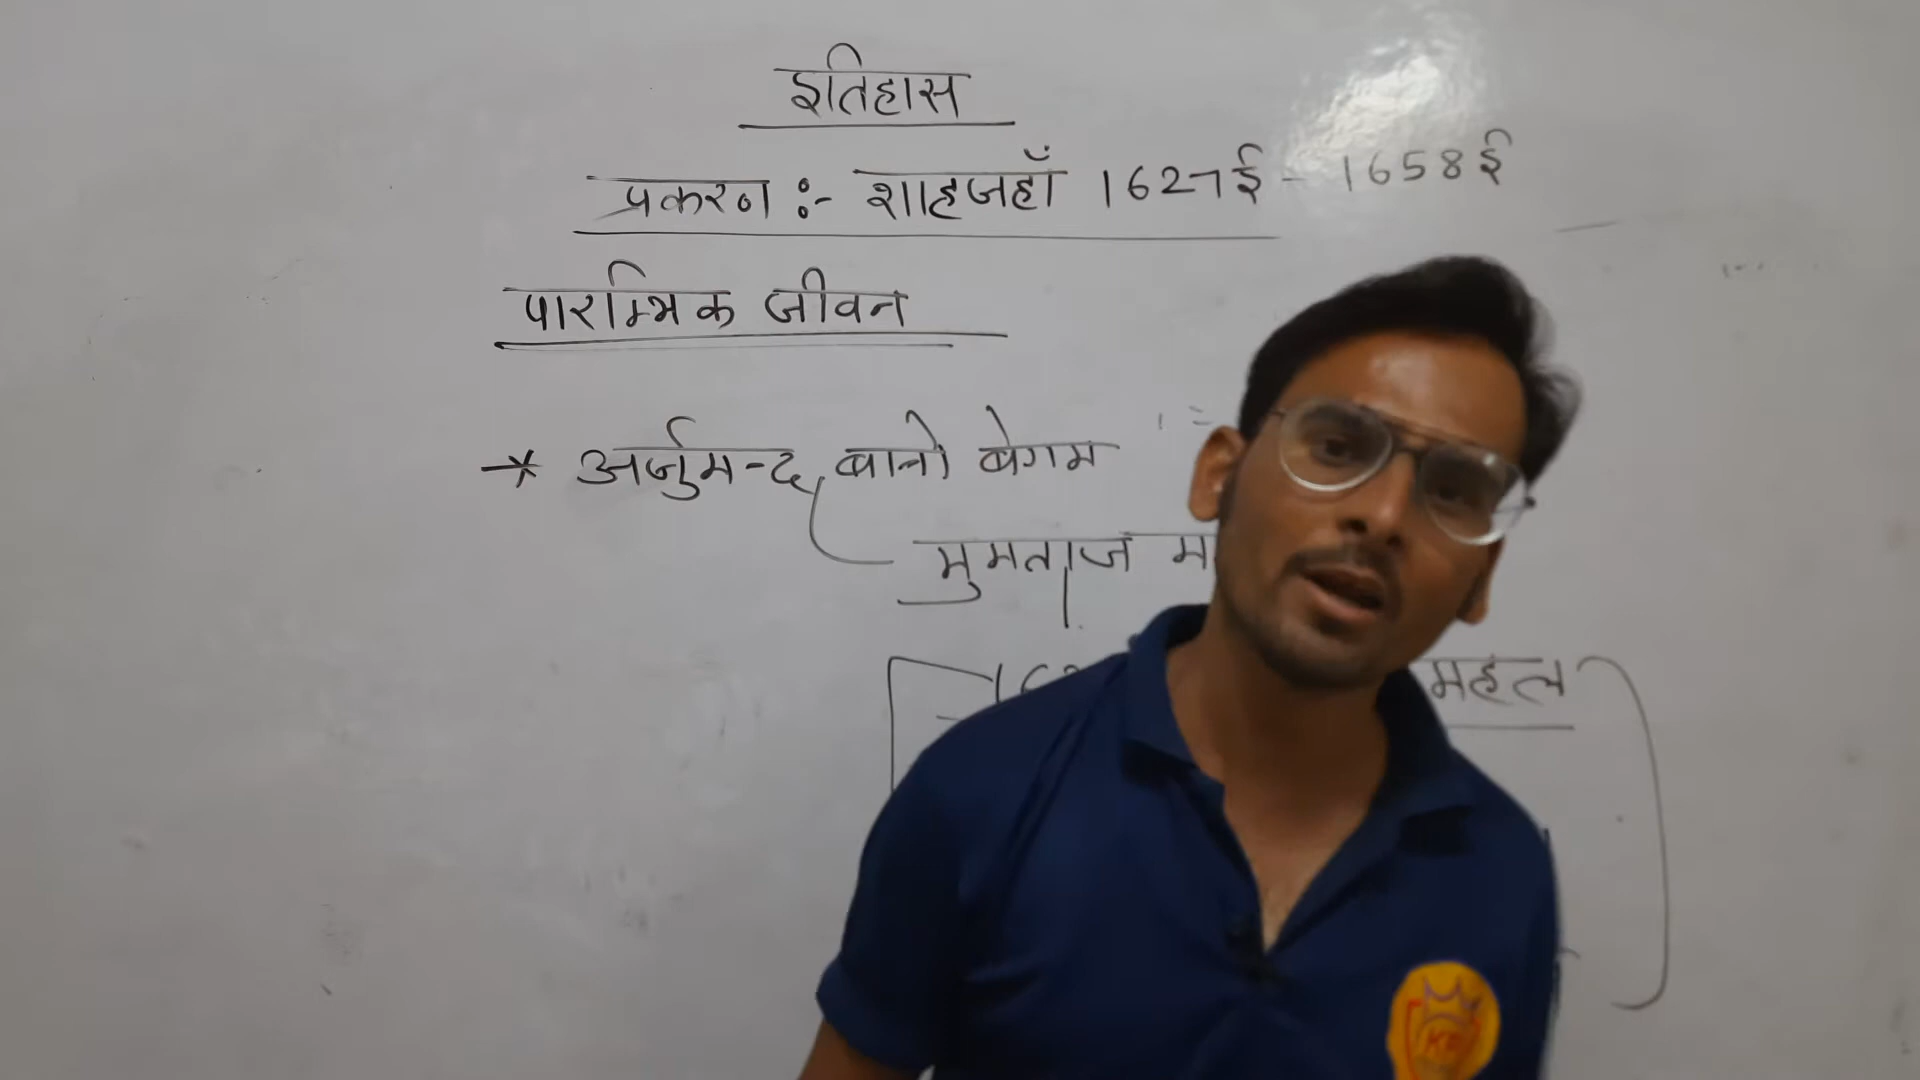 इतिहास
प्रकरण :- शाहजहाँ 1627ई - 1658ई
पारम्भिक जीवन
* अर्जुमन्द बानो बेगम
मुमताज
महल